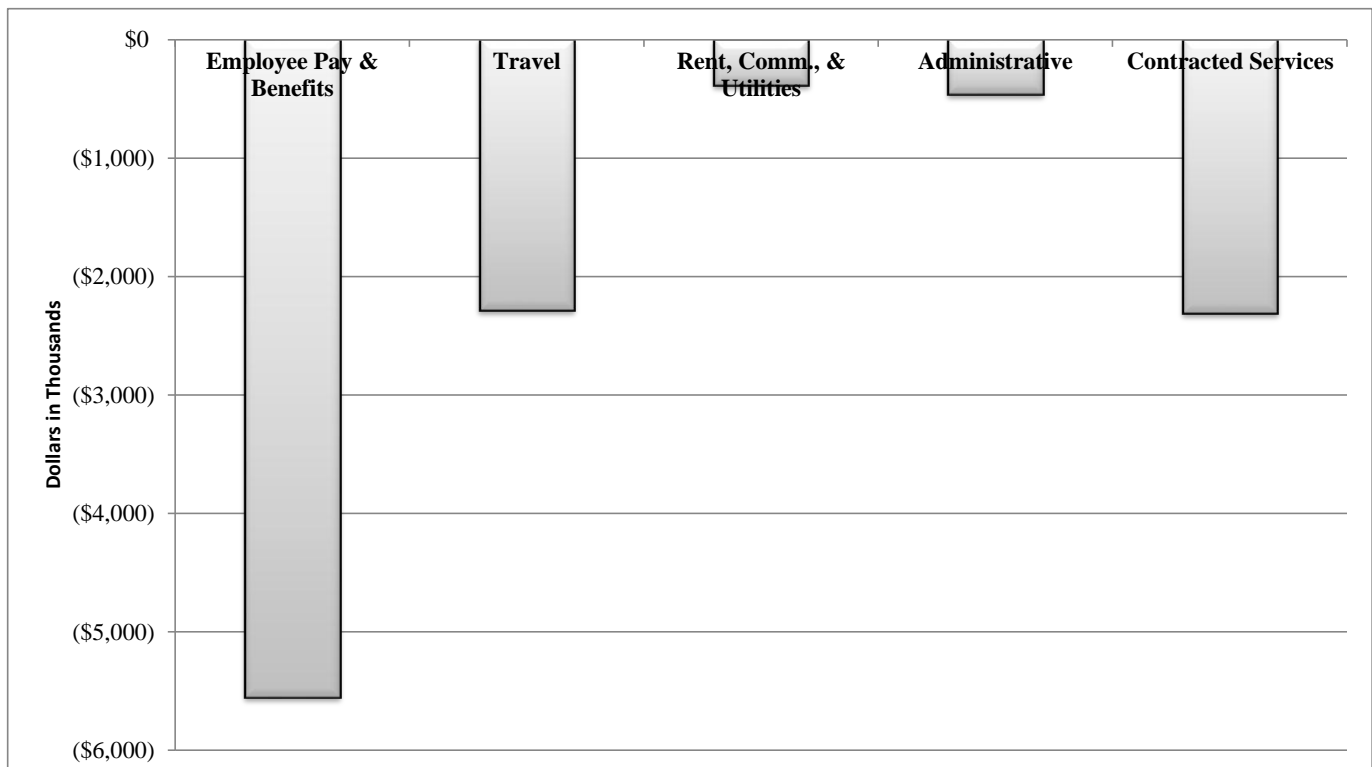 $0
($1,000)
($2,000)
($3,000)
($4,000)
($5,000)
($6,000)
Dollars in Thousands
Employee Pay &
Benefits
Travel
Rent, Comm., &
Utilities
Administrative
Contracted Services